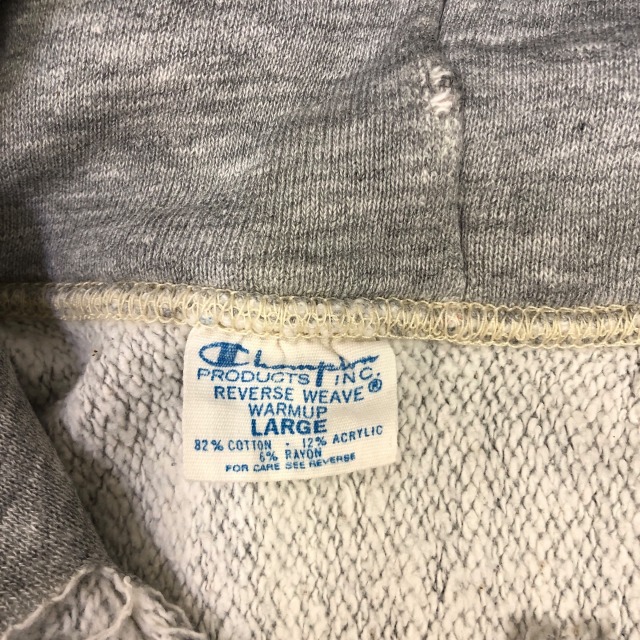 Champion
PRODUCTS INC.
REVERSE WEAVE®
WARMUP
LARGE
82% COTTON · 12% ACRYLIC
6% RAYON
FOR CARE SEE REVERSE